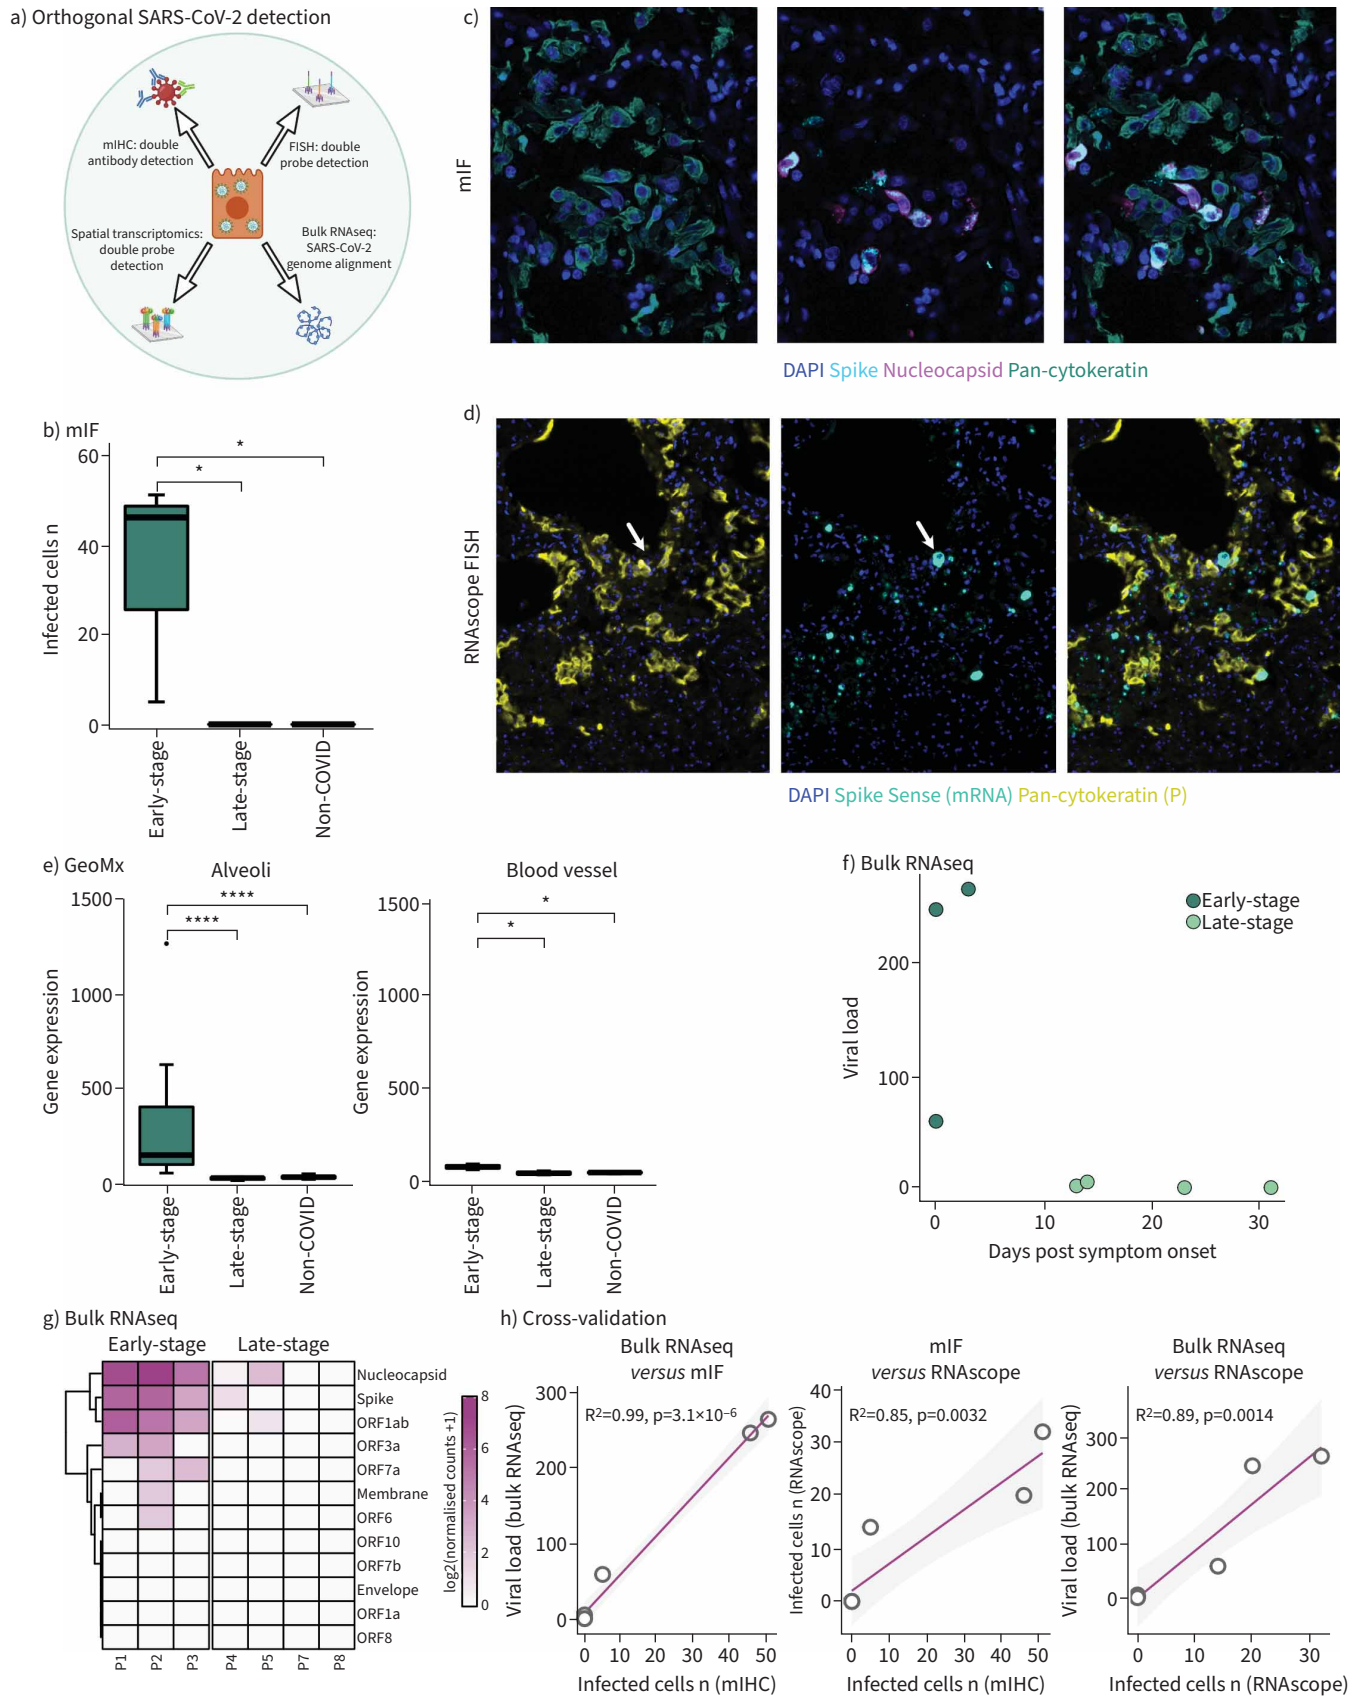 a) Orthogonal SARS-CoV-2 detection
mIHC: double
antibody detection
FISH: double
probe detection
Spatial transcriptomics:
double probe
detection
Bulk RNAseq:
SARS-CoV-2
genome alignment
c)
mIF
DAPI Spike Nucleocapsid Pan-cytokeratin
b) mIF
Infected cells n
60
40
20
0
*
*
Early-stage
Late-stage
Non-COVID
d)
RNAscope FISH
DAPI Spike Sense (mRNA) Pan-cytokeratin (P)
e) GeoMx
Alveoli
Gene expression
1500
1000
500
0
****
****
Early-stage
Late-stage
Non-COVID
Blood vessel
Gene expression
1500
1000
500
0
*
*
Early-stage
Late-stage
Non-COVID
f) Bulk RNAseq
Early-stage
Late-stage
Viral load
200
100
0
0 10 20 30
Days post symptom onset
g) Bulk RNAseq
Early-stage Late-stage
Nucleocapsid
Spike
ORF1ab
ORF3a
ORF7a
Membrane
ORF6
ORF10
ORF7b
Envelope
ORF1a
ORF8
P1 P2 P3 P4 P5 P7 P8
log2(normalised counts +1)
8
6
4
2
0
h) Cross-validation
Bulk RNAseq
versus mIF
R²=0.99, p=3.1×10⁻⁶
Viral load (bulk RNAseq)
300
200
100
0
0 10 20 30 40 50
Infected cells n (mIHC)
mIF
versus RNAscope
R²=0.85, p=0.0032
Infected cells n (RNAscope)
40
30
20
10
0
0 10 20 30 40 50
Infected cells n (mIHC)
Bulk RNAseq
versus RNAscope
R²=0.89, p=0.0014
Viral load (bulk RNAseq)
300
200
100
0
0 10 20 30
Infected cells n (RNAscope)